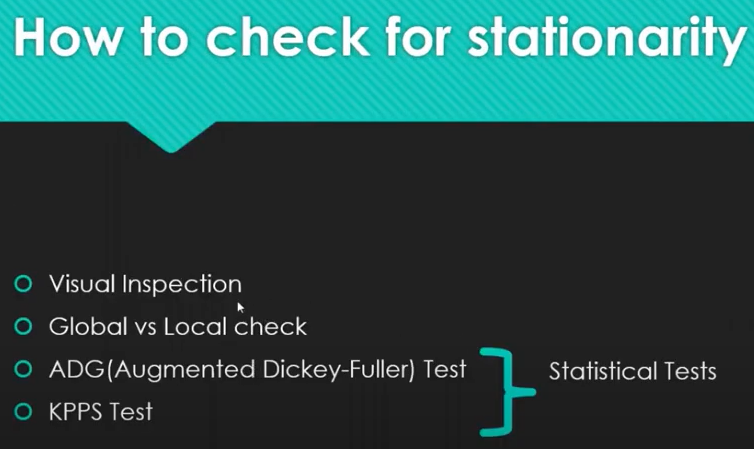 How to check for stationarity
Visual Inspection
Global vs Local check
ADG(Augmented Dickey-Fuller) Test
Statistical Tests
KPPS Test